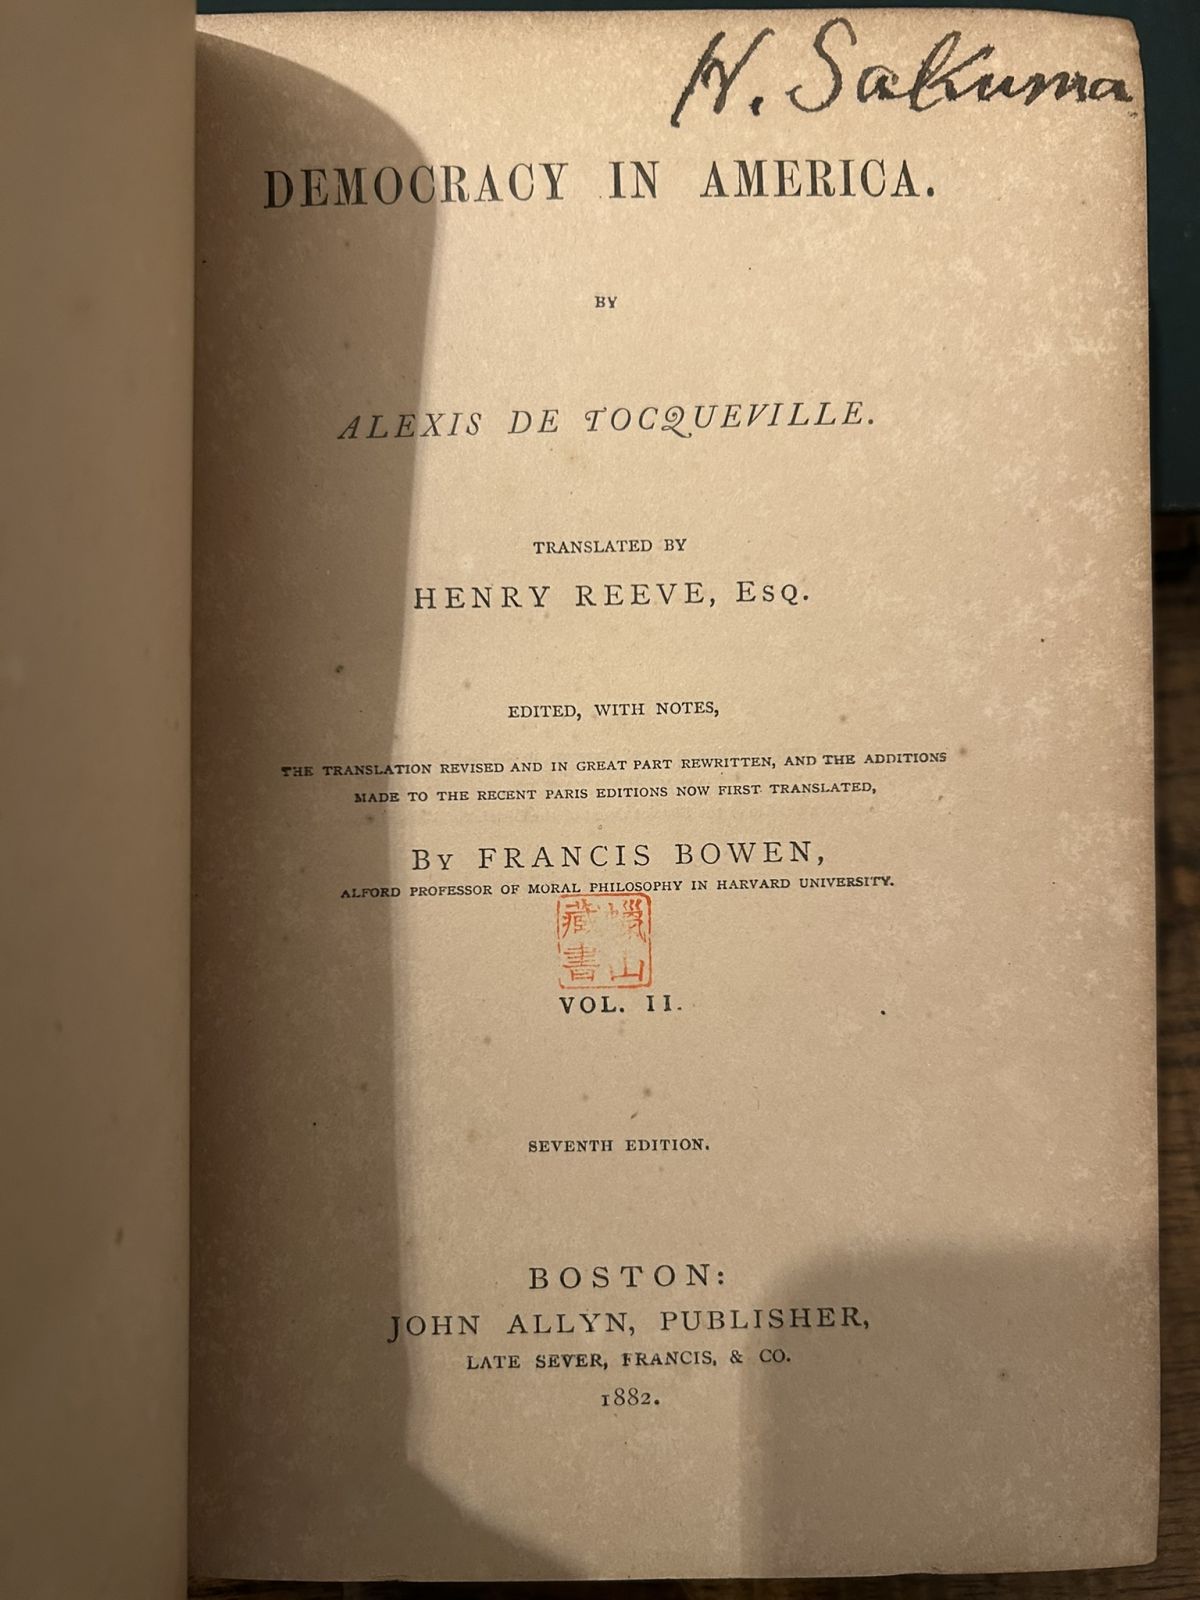 H. Sakuma
DEMOCRACY IN AMERICA.
BY
ALEXIS DE TOCQUEVILLE.
TRANSLATED BY
HENRY REEVE, ESQ.
EDITED, WITH NOTES,
THE TRANSLATION REVISED AND IN GREAT PART REWRITTEN, AND THE ADDITIONS
MADE TO THE RECENT PARIS EDITIONS NOW FIRST TRANSLATED,
BY FRANCIS BOWEN,
ALFORD PROFESSOR OF MORAL PHILOSOPHY IN HARVARD UNIVERSITY.
蠟山
藏書
VOL. II.
SEVENTH EDITION.
BOSTON:
JOHN ALLYN, PUBLISHER,
LATE SEVER, FRANCIS, & CO.
1882.